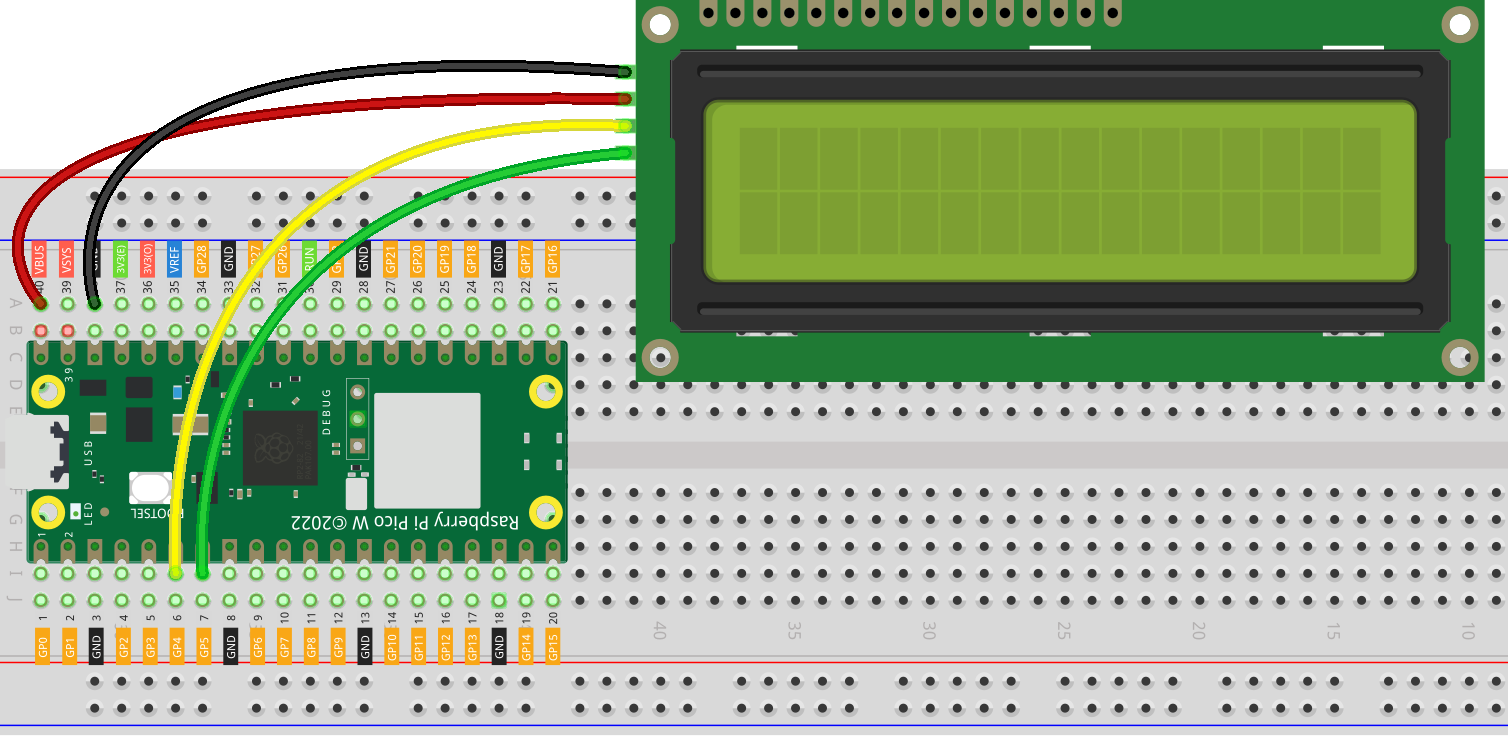 VBUS VSYS GND 3V3(E) 3V3(O) VREF GP28 GND GP26 RUN GND GP21 GP20 GP19 GP18 GND GP17 GP16
40 39 37 36 35 34 33 32 31 29 28 27 26 25 24 23 22 21
A
B
C
D
E
F
G
H
I
J
39
DEBUG
USB
BOOTSEL
LED
Raspberry Pi Pico W ©2022
1
2
1 2 3 4 5 6 7 8 9 10 11 12 13 14 15 16 17 18 19 20
GP0 GP1 GND GP2 GP3 GP4 GP5 GND GP6 GP7 GP8 GP9 GND GP10 GP11 GP12 GP13 GND GP14 GP15
40 35 30 25 20 15 10